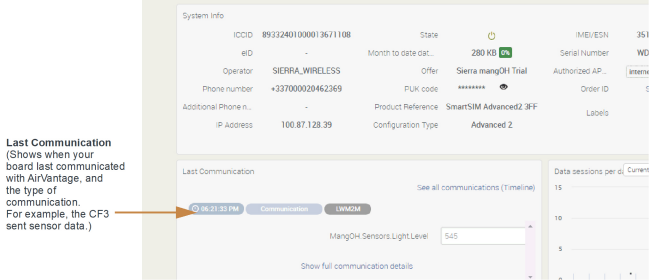 System Info
ICCID 89332401000013671108 State IMEI/ESN 351
eID - Month to date dat... 280 KB 0% Serial Number WD
Operator SIERRA_WIRELESS Offer Sierra mangOH Trial Authorized AP... interne
Phone number +337000020462369 PUK code ******** Order ID S
Additional Phone n... - Product Reference SmartSIM Advanced2 3FF Labels
IP Address 100.87.128.39 Configuration Type Advanced 2
Last Communication
(Shows when your
board last communicated
with AirVantage, and
the type of
communication.
For example, the CF3
sent sensor data.)
Last Communication
See all communications (Timeline)
06:27:33 PM Communication LWM2M
MangOH.Sensors.Light.Level 545
Show full communication details
Data sessions per d Current
15
10
5